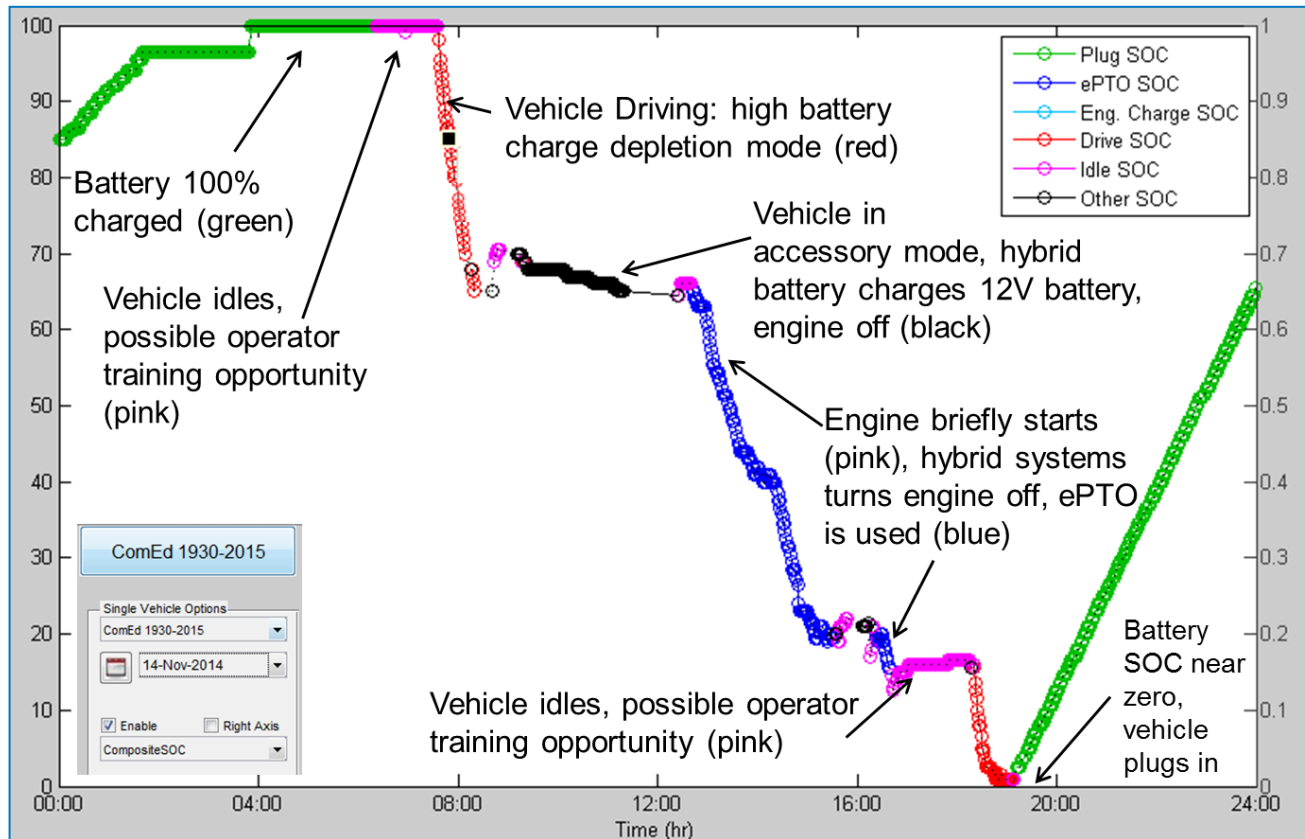 100
90
80
70
60
50
40
30
20
10
0
1
0.9
0.8
0.7
0.6
0.5
0.4
0.3
0.2
0.1
0
00:00
04:00
08:00
12:00
16:00
20:00
24:00
Time (hr)
Plug SOC
ePTO SOC
Eng. Charge SOC
Drive SOC
Idle SOC
Other SOC
Battery 100%
charged (green)
Vehicle idles,
possible operator
training opportunity
(pink)
Vehicle Driving: high battery
charge depletion mode (red)
Vehicle in
accessory mode, hybrid
battery charges 12V battery,
engine off (black)
Engine briefly starts
(pink), hybrid systems
turns engine off, ePTO
is used (blue)
Vehicle idles, possible operator
training opportunity (pink)
Battery
SOC near
zero,
vehicle
plugs in
ComEd 1930-2015
Single Vehicle Options
ComEd 1930-2015
14-Nov-2014
Enable
Right Axis
CompositeSOC